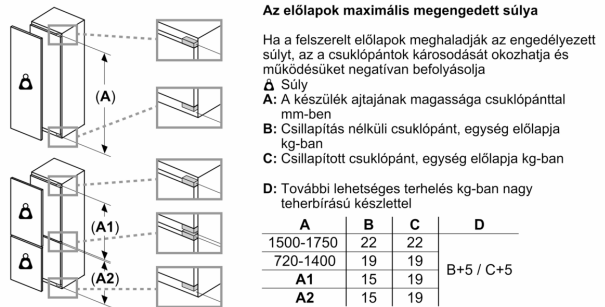 (A)
(A1)
(A2)
Az előlapok maximális megengedett súlya
Ha a felszerelt előlapok meghaladják az engedélyezett
súlyt, az a csuklópántok károsodását okozhatja és
működésüket negatívan befolyásolja
Súly
A: A készülék ajtajának magassága csuklópánttal
mm-ben
B: Csillapítás nélküli csuklópánt, egység előlapja
kg-ban
C: Csillapított csuklópánt, egység előlapja kg-ban
D: További lehetséges terhelés kg-ban nagy
teherbírású készlettel
A B C D
1500-1750 22 22
720-1400 19 19
B+5 / C+5
A1 15 19
A2 15 19